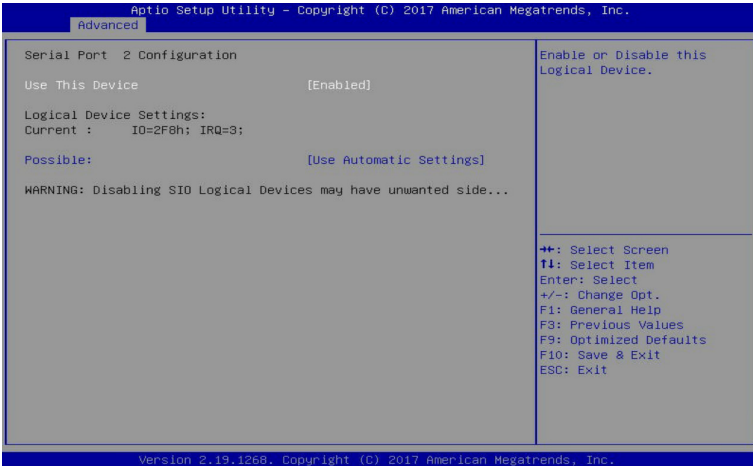 Aptio Setup Utility – Copyright (C) 2017 American Megatrends, Inc.
Advanced
Serial Port 2 Configuration
Use This Device [Enabled]
Logical Device Settings:
Current : IO=2F8h; IRQ=3;
Possible: [Use Automatic Settings]
WARNING: Disabling SIO Logical Devices may have unwanted side...
Enable or Disable this
Logical Device.
→←: Select Screen
↑↓: Select Item
Enter: Select
+/-: Change Opt.
F1: General Help
F3: Previous Values
F9: Optimized Defaults
F10: Save & Exit
ESC: Exit
Version 2.19.1268. Copyright (C) 2017 American Megatrends, Inc.